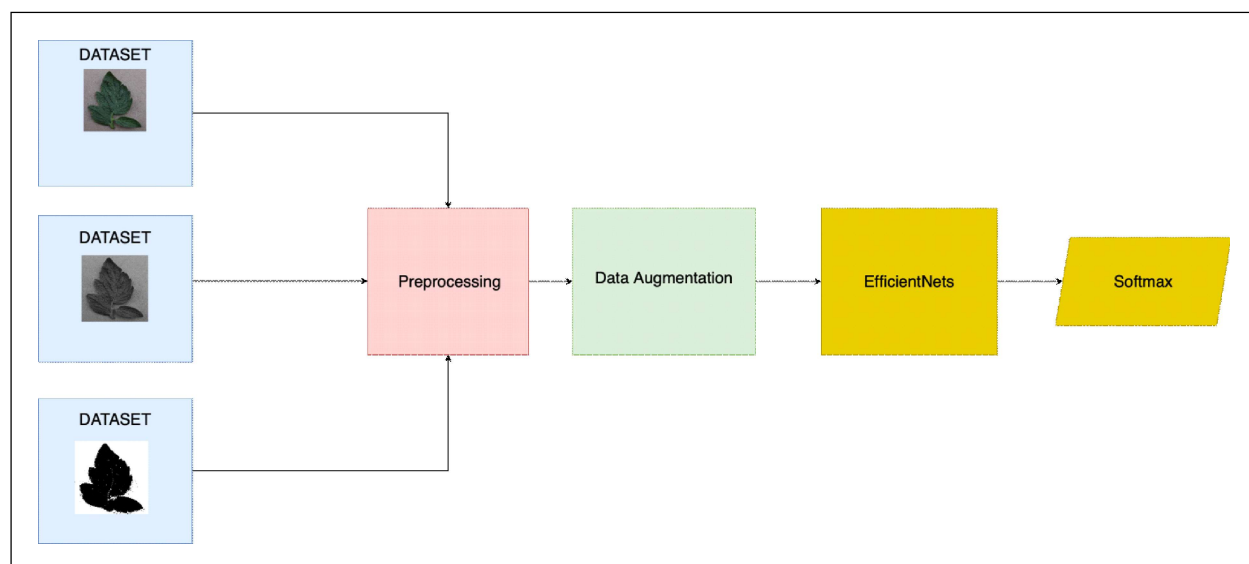 DATASET
DATASET
DATASET
Preprocessing
Data Augmentation
EfficientNets
Softmax